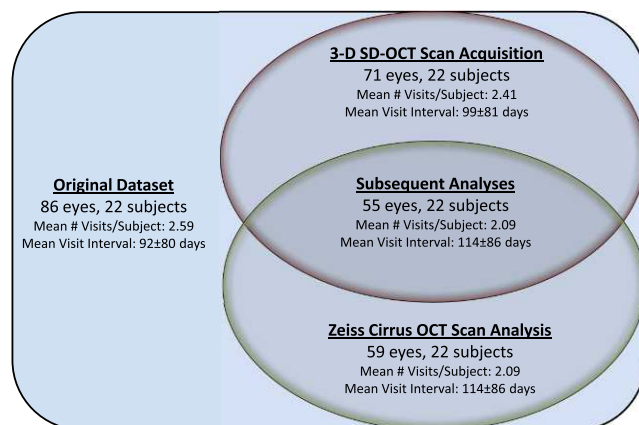 3-D SD-OCT Scan Acquisition
71 eyes, 22 subjects
Mean # Visits/Subject: 2.41
Mean Visit Interval: 99±81 days
Original Dataset
86 eyes, 22 subjects
Mean # Visits/Subject: 2.59
Mean Visit Interval: 92±80 days
Subsequent Analyses
55 eyes, 22 subjects
Mean # Visits/Subject: 2.09
Mean Visit Interval: 114±86 days
Zeiss Cirrus OCT Scan Analysis
59 eyes, 22 subjects
Mean # Visits/Subject: 2.09
Mean Visit Interval: 114±86 days